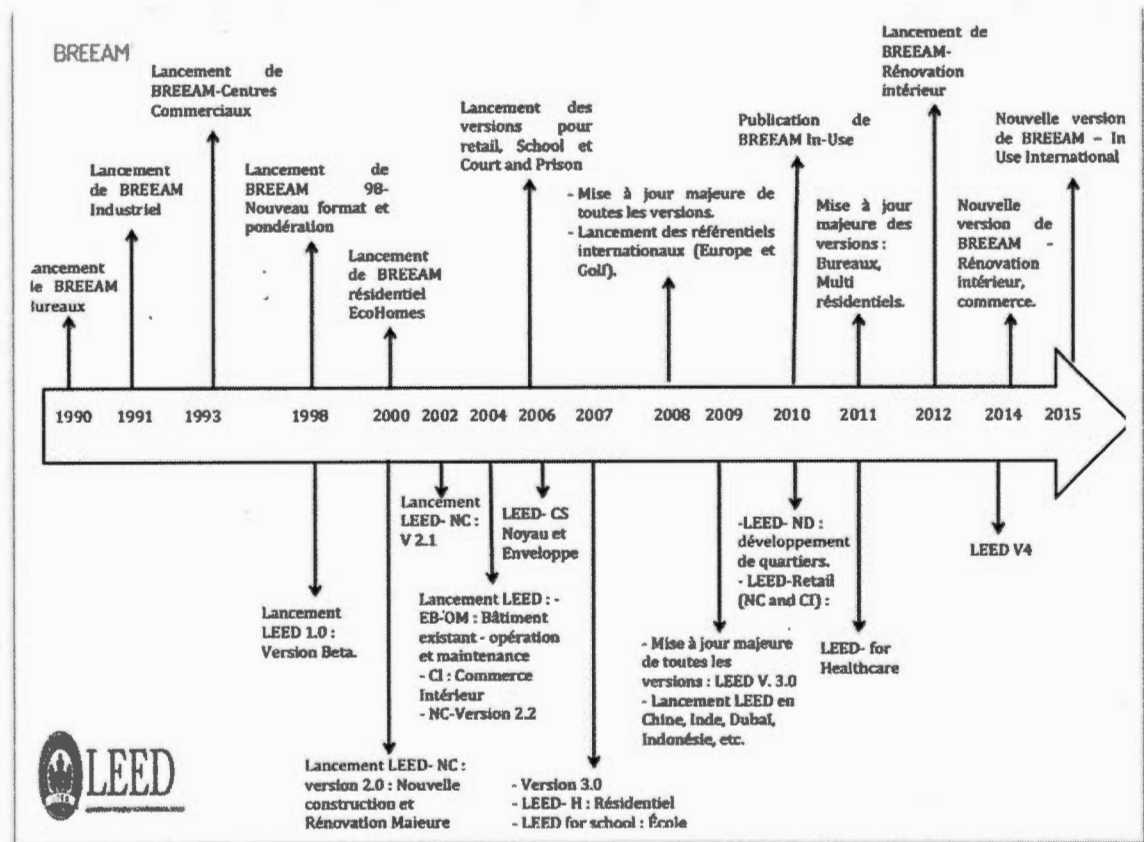 BREEAM
Lancement de
BREEAM-Centres
Commerciaux
Lancement
de BREEAM
Industriel
Lancement
de BREEAM
Bureaux
Lancement de
BREEAM 98-
Nouveau format et
pondération
Lancement
de BREEAM
résidentiel
EcoHomes
Lancement des
versions pour
retail, School et
Court and Prison
- Mise à jour majeure de
toutes les versions.
- Lancement des référentiels
internationaux (Europe et
Golf).
Publication de
BREEAM In-Use
Mise à jour
majeure des
versions :
Bureaux,
Multi
résidentiels.
Lancement de
BREEAM-
Rénovation
intérieur
Nouvelle
version de
BREEAM -
Rénovation
intérieur,
commerce.
Nouvelle version
de BREEAM - In
Use International
1990 1991 1993 1998 2000 2002 2004 2006 2007 2008 2009 2010 2011 2012 2014 2015
Lancement
LEED 1.0 :
Version Beta.
Lancement LEED- NC :
version 2.0 : Nouvelle
construction et
Rénovation Majeure
Lancement
LEED- NC :
V 2.1
Lancement LEED : -
EB-OM : Bâtiment
existant - opération
et maintenance
- CI : Commerce
Intérieur
- NC-Version 2.2
LEED- CS
Noyau et
Enveloppe
- Version 3.0
- LEED- H : Résidentiel
- LEED for school : École
- Mise à jour majeure
de toutes les
versions : LEED V. 3.0
- Lancement LEED en
Chine, Inde, Dubaï,
Indonésie, etc.
-LEED- ND :
développement
de quartiers.
- LEED-Retail
(NC and CI) :
LEED- for
Healthcare
LEED V4
LEED